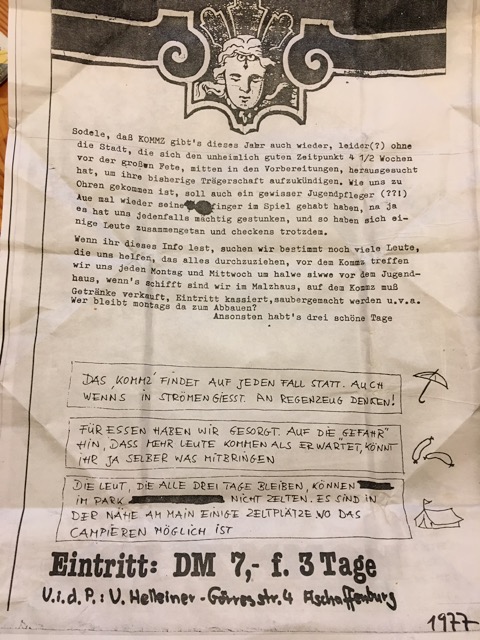 Sodele, daß KOMMZ gibt's dieses Jahr auch wieder, leider(?) ohne
die Stadt, die sich den unheimlich guten Zeitpunkt 4 1/2 Wochen
vor der großen Fete, mitten in den Vorbereitungen, herausgesucht
hat, um ihre bisherige Trägerschaft aufzukündigen. Wie uns zu
Ohren gekommen ist, soll auch ein gewisser Jugendpfleger (??!)
Aue mal wieder seine finger im Spiel gehabt haben, na ja
es hat uns jedenfalls mächtig gestunken, und so haben sich ei-
nige Leute zusammengetan und checkens trotzdem.
Wenn ihr dieses Info lest, suchen wir bestimmt noch viele Leute,
die uns helfen, das alles durchzuziehen, vor dem Kommz treffen
wir uns jeden Montag und Mittwoch um halwe siwwe vor dem Jugend-
haus, wenn's schifft sind wir im Malzhaus, auf dem Kommz muß
Getränke verkauft, Eintritt kassiert,saubergemacht werden u.v.a.
Wer bleibt montags da zum Abbauen?
Ansonsten habt's drei schöne Tage
DAS 'KOMMZ' FINDET AUF JEDEN FALL STATT. AUCH
WENNS IN STRÖMEN GIESST. AN REGENZEUG DENKEN!
FÜR ESSEN HABEN WIR GESORGT. AUF DIE "GEFAHR"
HIN, DASS MEHR LEUTE KOMMEN ALS ERWARTET, KÖNNT
IHR JA SELBER WAS MITBRINGEN
DIE LEUT, DIE ALLE DREI TAGE BLEIBEN, KÖNNEN
IM PARK NICHT ZELTEN. ES SIND IN
DER NÄHE AM MAIN EINIGE ZELTPLÄTZE, WO DAS
CAMPIEREN MÖGLICH IST
Eintritt: DM 7,- f. 3 Tage
V.i.d.P.: U. Helleiner - Görresstr. 4 Aschaffenburg
1977